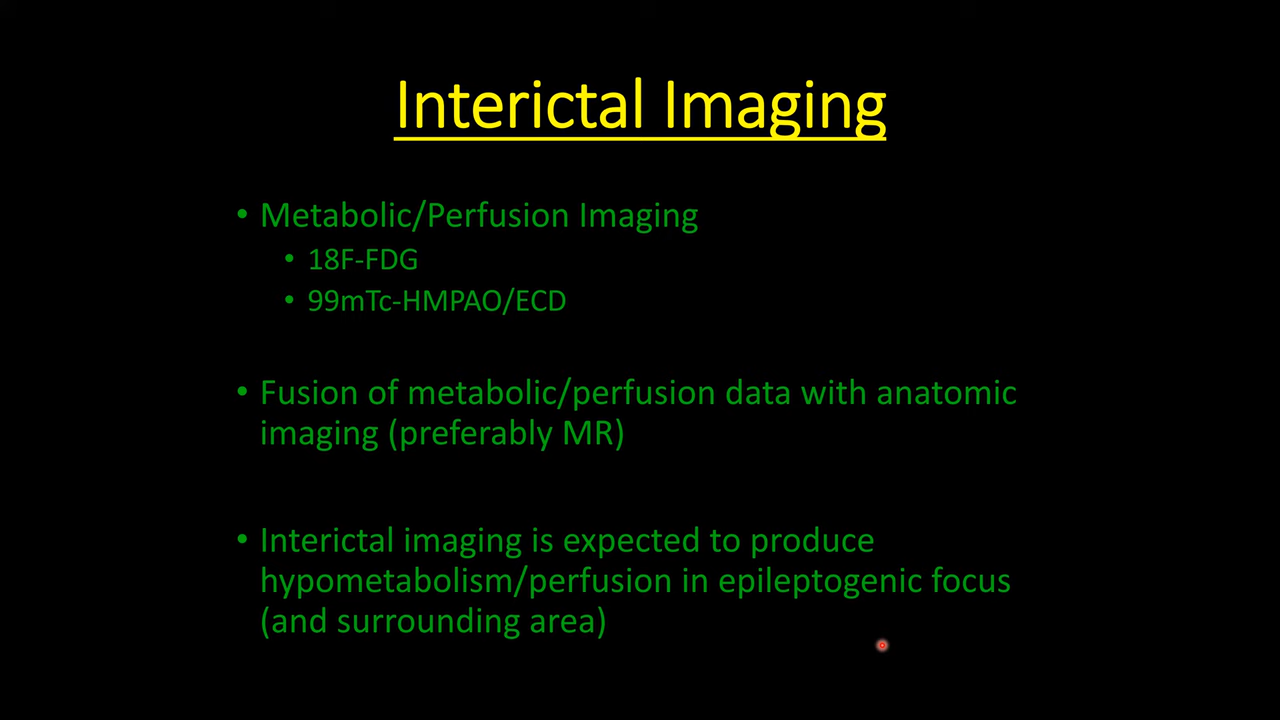 Interictal Imaging
• Metabolic/Perfusion Imaging
• 18F-FDG
• 99mTc-HMPAO/ECD
• Fusion of metabolic/perfusion data with anatomic
imaging (preferably MR)
• Interictal imaging is expected to produce
hypometabolism/perfusion in epileptogenic focus
(and surrounding area)